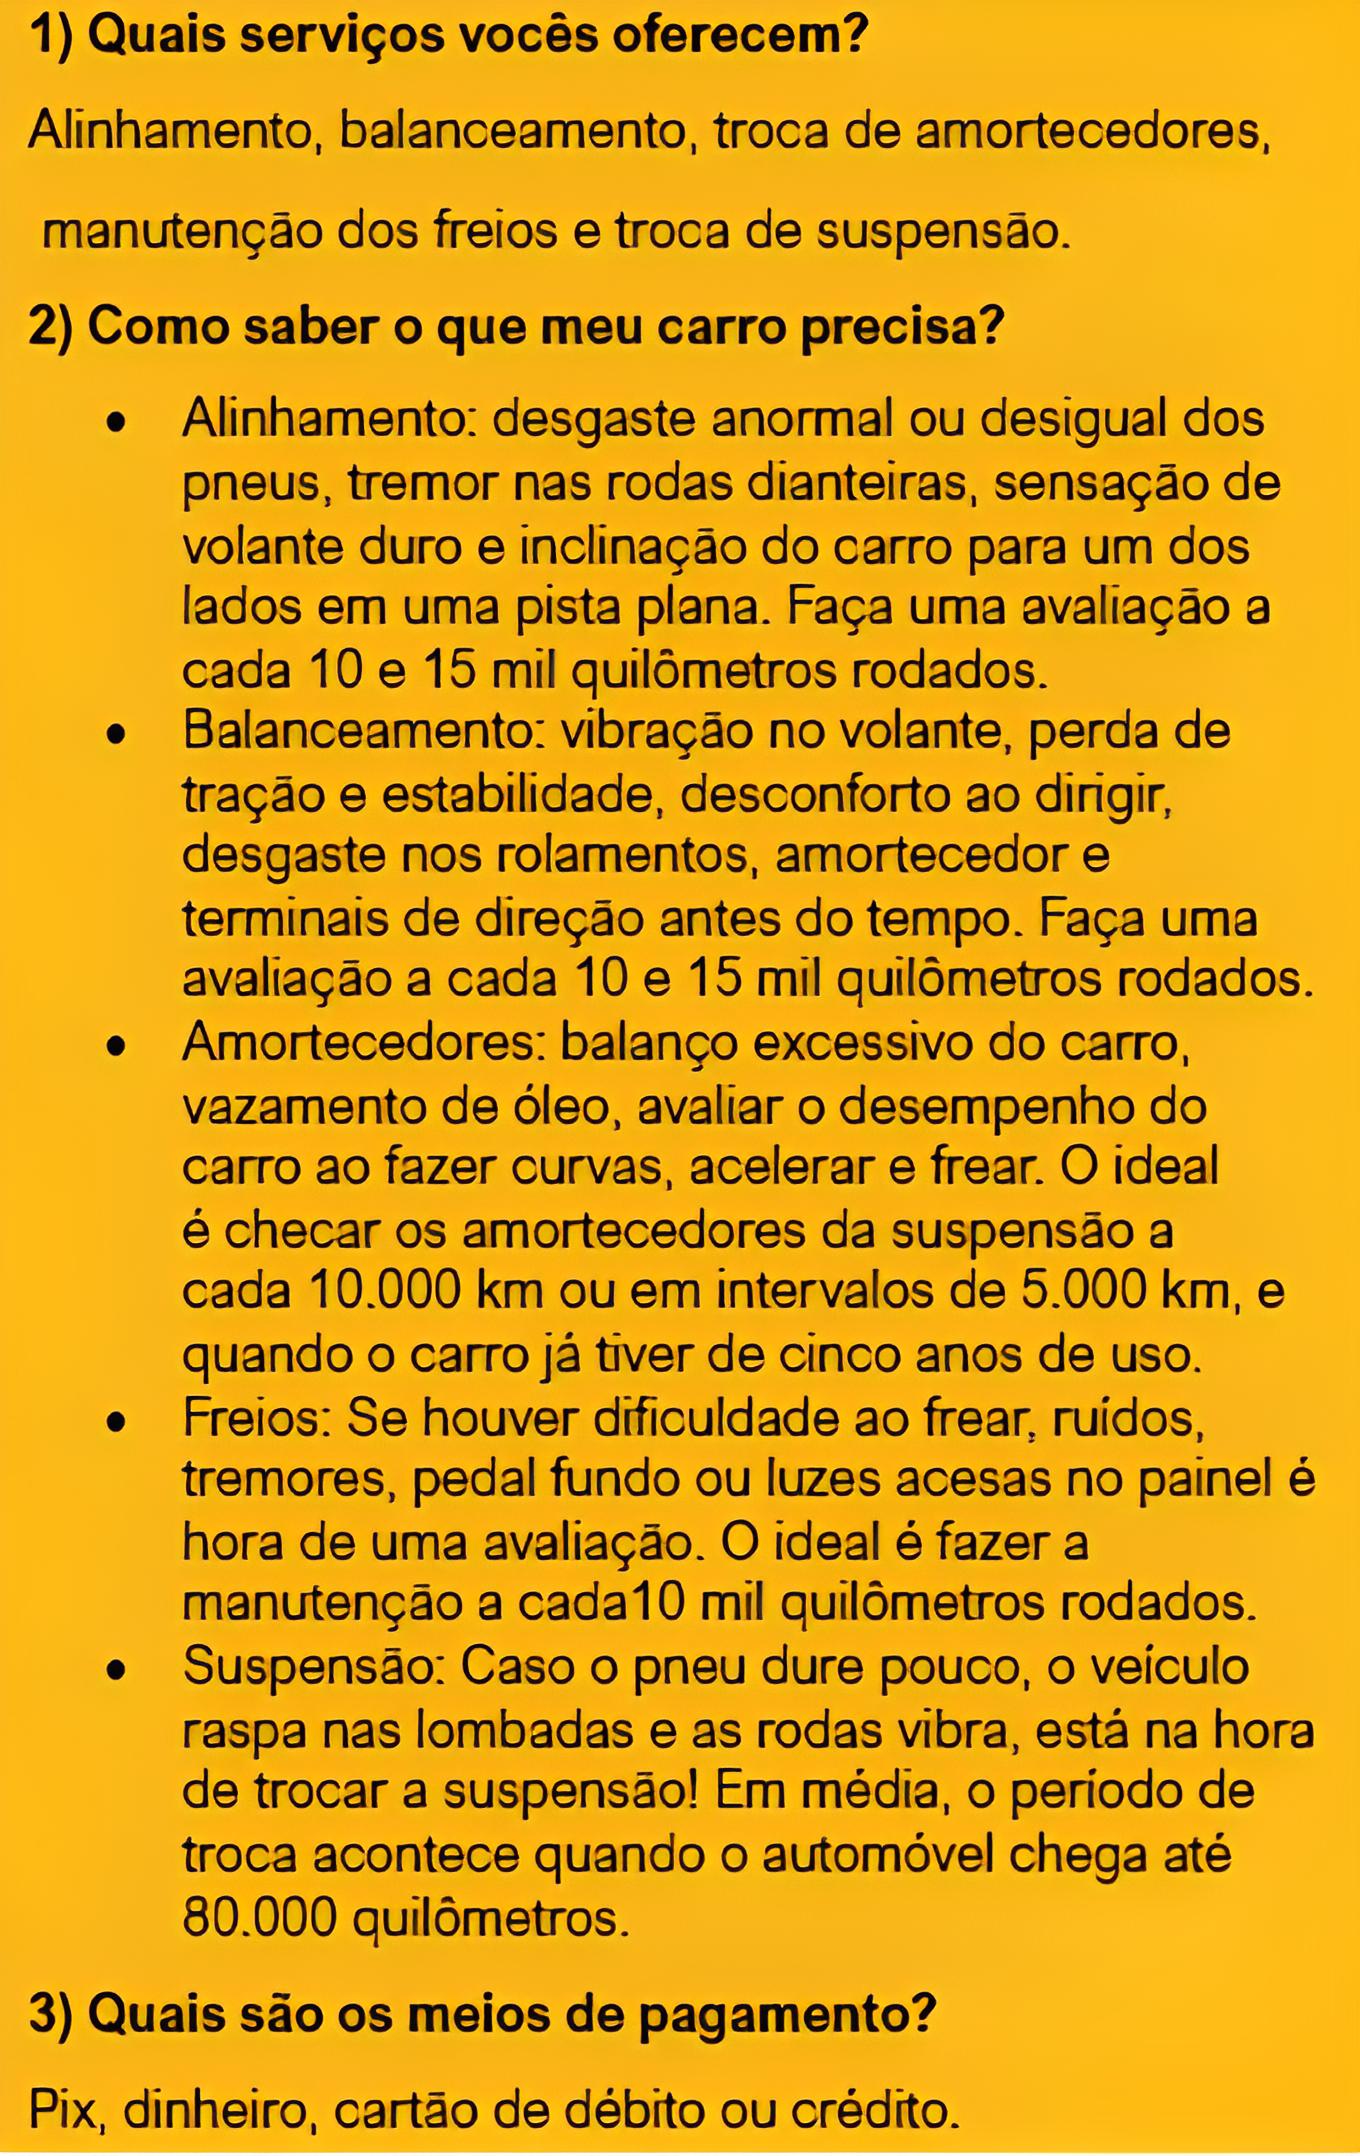 1) Quais serviços vocês oferecem?
Alinhamento, balanceamento, troca de amortecedores,
manutenção dos freios e troca de suspensão.
2) Como saber o que meu carro precisa?
• Alinhamento: desgaste anormal ou desigual dos
pneus, tremor nas rodas dianteiras, sensação de
volante duro e inclinação do carro para um dos
lados em uma pista plana. Faça uma avaliação a
cada 10 e 15 mil quilômetros rodados.
• Balanceamento: vibração no volante, perda de
tração e estabilidade, desconforto ao dirigir,
desgaste nos rolamentos, amortecedor e
terminais de direção antes do tempo. Faça uma
avaliação a cada 10 e 15 mil quilômetros rodados.
• Amortecedores: balanço excessivo do carro,
vazamento de óleo, avaliar o desempenho do
carro ao fazer curvas, acelerar e frear. O ideal
é checar os amortecedores da suspensão a
cada 10.000 km ou em intervalos de 5.000 km, e
quando o carro já tiver de cinco anos de uso.
• Freios: Se houver dificuldade ao frear, ruídos,
tremores, pedal fundo ou luzes acesas no painel é
hora de uma avaliação. O ideal é fazer a
manutenção a cada10 mil quilômetros rodados.
• Suspensão: Caso o pneu dure pouco, o veículo
raspa nas lombadas e as rodas vibra, está na hora
de trocar a suspensão! Em média, o período de
troca acontece quando o automóvel chega até
80.000 quilômetros.
3) Quais são os meios de pagamento?
Pix, dinheiro, cartão de débito ou crédito.